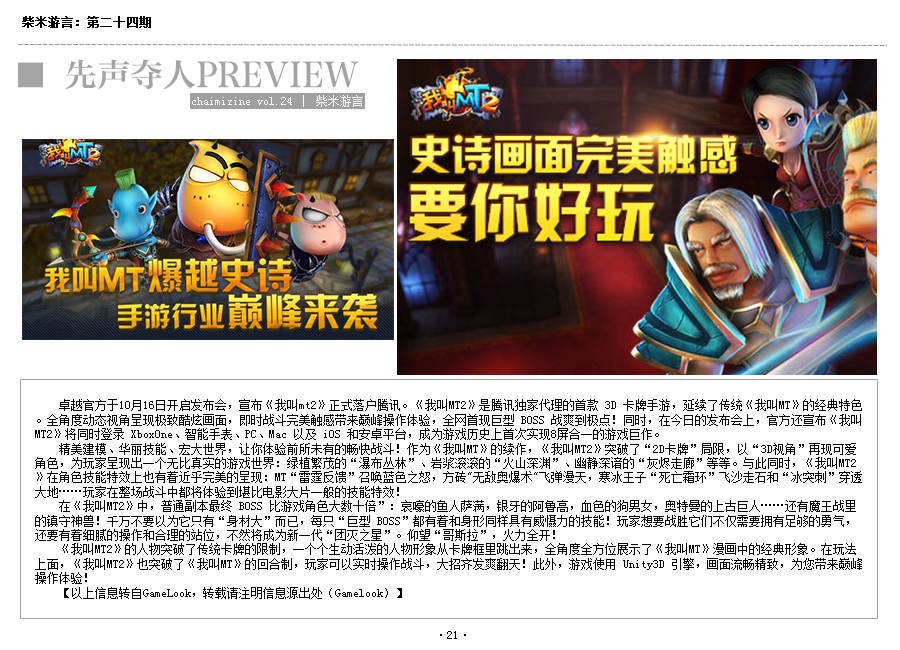 柴米游言：第二十四期
先声夺人PREVIEW
chaimizine vol.24 | 柴米游言
我叫MT2
我叫MT爆越史诗
手游行业巅峰来袭
我叫MT2
史诗画面完美触感
要你好玩
卓越官方于10月16日开启发布会，宣布《我叫mt2》正式落户腾讯。《我叫MT2》是腾讯独家代理的首款 3D 卡牌手游，延续了传统《我叫MT》的经典特色
。全角度动态视角呈现极致酷炫画面，即时战斗完美触感带来巅峰操作体验，全网首现巨型 BOSS 战爽到极点！同时，在今日的发布会上，官方还宣布《我叫
MT2》将同时登录 XboxOne、智能手表、PC、Mac 以及 iOS 和安卓平台，成为游戏历史上首次实现8屏合一的游戏巨作。
精美建模、华丽技能、宏大世界，让你体验前所未有的畅快战斗！作为《我叫MT》的续作，《我叫MT2》突破了“2D卡牌”局限，以“3D视角”再现可爱
角色，为玩家呈现出一个无比真实的游戏世界：绿植繁茂的“瀑布丛林”、岩浆滚滚的“火山深渊”、幽静深谙的“灰烬走廊”等等。与此同时，《我叫MT2
》在角色技能特效上也有着近乎完美的呈现：MT“雷霆反馈”召唤蓝色之怒，方砖“无敌奥爆术”飞弹漫天，寒冰王子“死亡霜环”飞沙走石和“冰突刺”穿透
大地……玩家在整场战斗中都将体验到堪比电影大片一般的技能特效！
在《我叫MT2》中，普通副本最终 BOSS 比游戏角色大数十倍”：哀嚎的鱼人萨满，银牙的阿鲁高，血色的狗男女，奥特曼的上古巨人……还有魔王战里
的镇守神兽！千万不要以为它只有“身材大”而已，每只“巨型 BOSS”都有着和身形同样具有威慑力的技能！玩家想要战胜它们不仅需要拥有足够的勇气，
还要有着细腻的操作和合理的站位，不然将成为新一代“团灭之星”。仰望“哥斯拉”，火力全开！
《我叫MT2》的人物突破了传统卡牌的限制，一个个生动活泼的人物形象从卡牌框里跳出来，全角度全方位展示了《我叫MT》漫画中的经典形象。在玩法
上面，《我叫MT2》也突破了《我叫MT》的回合制，玩家可以实时操作战斗，大招齐发爽翻天！此外，游戏使用 Unity3D 引擎，画面流畅精致，为您带来巅峰
操作体验！
【以上信息转自GameLook，转载请注明信息源出处（Gamelook）】
·21·